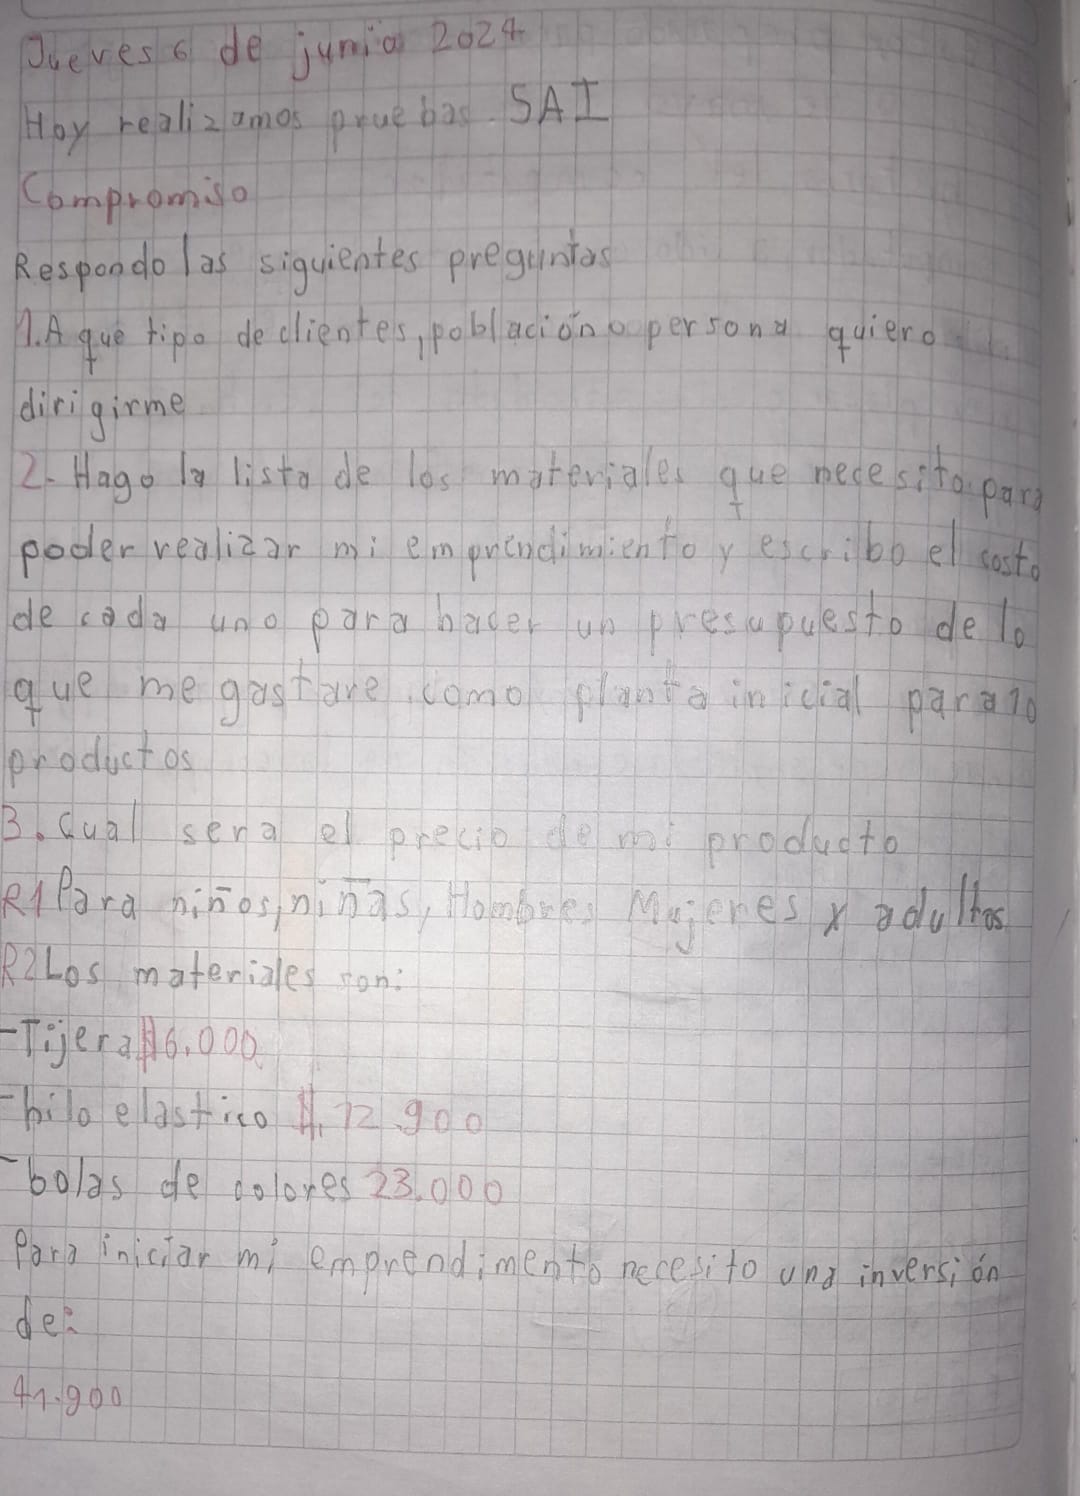 Jueves 6 de junio 2024
Hoy realizamos pruebas SAI
Compromiso
Respondo las siguientes preguntas
1. A que tipo de clientes, población o persona quiero
dirigirme
2- Hago la lista de los materiales que necesito para
poder realizar mi emprendimiento y escribo el costo
de cada uno para hacer un presupuesto de lo
que me gastare como planta inicial para 10
productos
3. Cual sera el precio de mi producto
R1 Para niños, niñas, Hombres Mujeres y adultos
R2 Los materiales son:
-Tijera $6.000
-hilo elastico $, 12.900
-bolas de colores 23.000
Para iniciar mi emprendimento necesito una inversión
de:
41.900